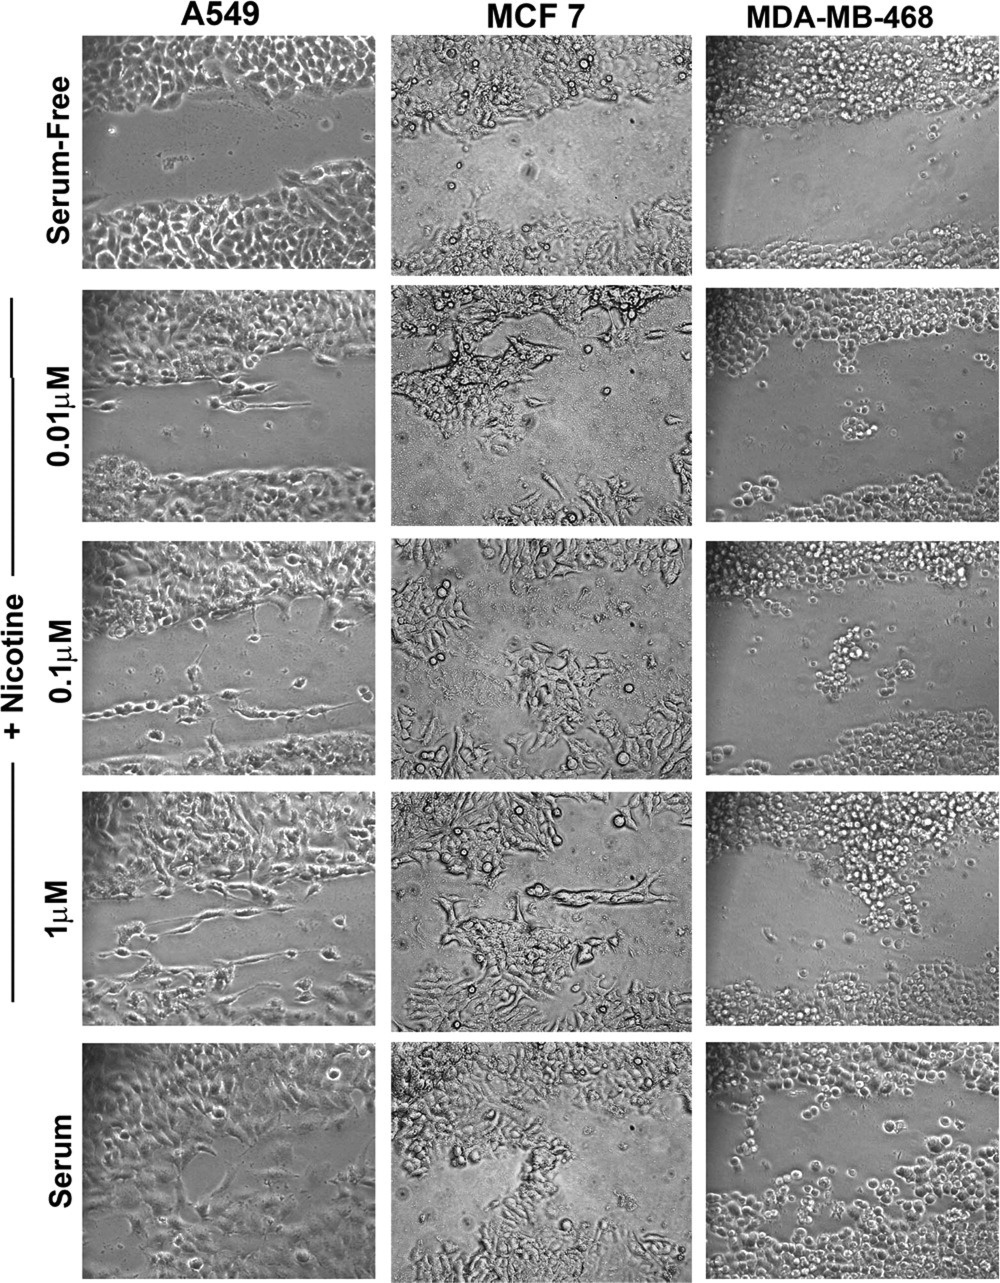 A549 MCF 7 MDA-MB-468
Serum-Free
+ Nicotine
0.01μM
0.1μM
1μM
Serum